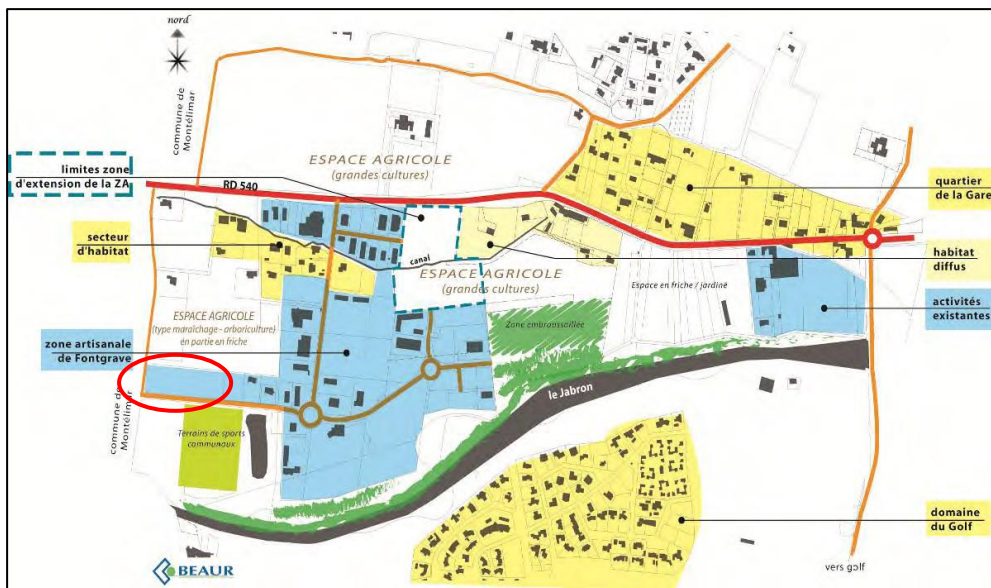 nord
commune de
Montélimar
limites zone
d'extension de la ZA
ESPACE AGRICOLE
(grandes cultures)
RD 540
quartier
de la Gare
secteur
d'habitat
canal
ESPACE AGRICOLE
(grandes cultures)
habitat
diffus
Espace en friche / jardiné
activités
existantes
ESPACE AGRICOLE
(type maraîchage - arboriculture)
en partie en friche
Zone embroussaillée
zone artisanale
de Fontgrave
le Jabron
commune de
Montélimar
Terrains de sports
communaux
domaine
du Golf
vers golf
BEAUR